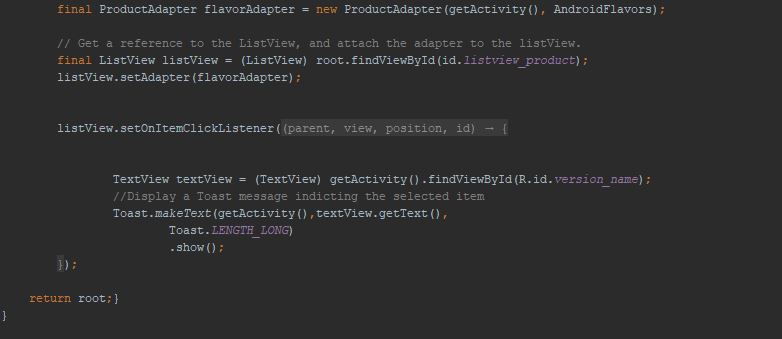 final ProductAdapter flavorAdapter = new ProductAdapter(getActivity(), AndroidFlavors);
// Get a reference to the ListView, and attach the adapter to the listView.
final ListView listView = (ListView) root.findViewById(id.listview_product);
listView.setAdapter(flavorAdapter);
listView.setOnItemClickListener((parent, view, position, id) → {
TextView textView = (TextView) getActivity().findViewById(R.id.version_name);
//Display a Toast message indicting the selected item
Toast.makeText(getActivity(),textView.getText(),
Toast.LENGTH_LONG)
.show();
});
return root;}
}